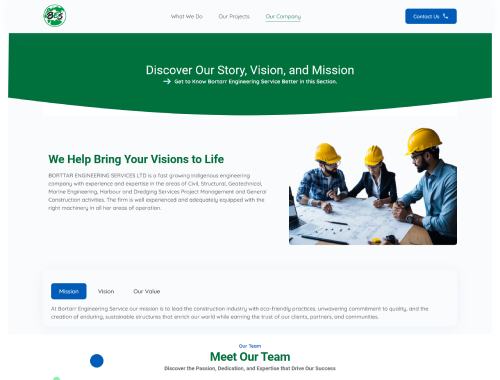 B&S
What We Do
Our Projects
Our Company
Contact Us
Discover Our Story, Vision, and Mission
Get to Know Bortarr Engineering Service Better in this Section.
We Help Bring Your Visions to Life
BORTTAR ENGINEERING SERVICES LTD is a fast growing indigenous engineering
company with experience and expertise in the areas of Civil, Structural, Geotechnical,
Marine Engineering, Harbour and Dredging Services Project Management and General
Construction activities. The firm is well experienced and adequately equipped with the
right machinery in all her areas of operation.
Mission
Vision
Our Value
At Bortarr Engineering Service our mission is to lead the construction industry with eco-friendly practices, unwavering commitment to quality, and the
creation of enduring, sustainable structures that enrich our world while earning the trust of our clients, partners, and communities.
Our Team
Meet Our Team
Discover the Passion, Dedication, and Expertise that Drive Our Success